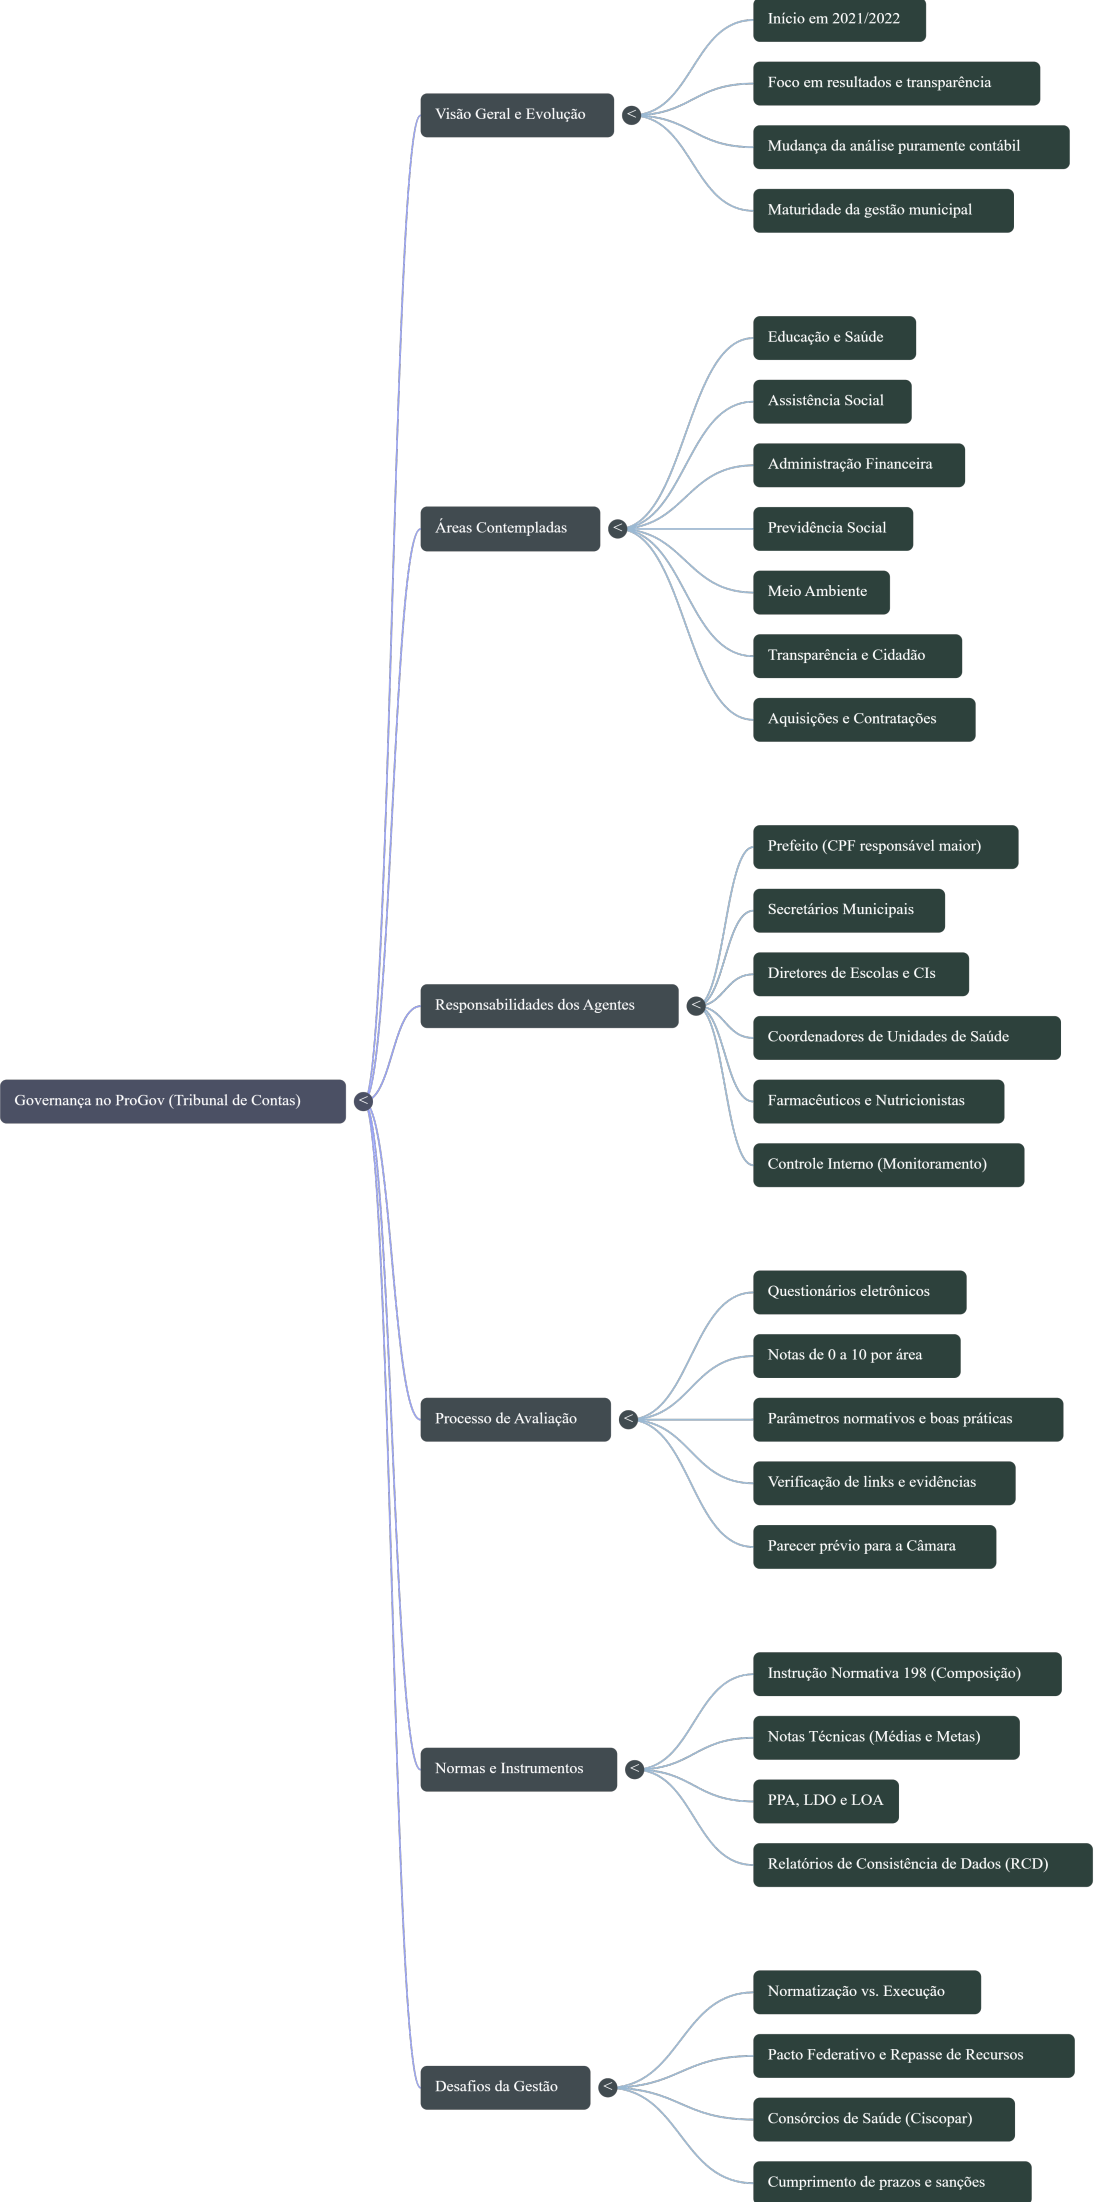 Governança no ProGov (Tribunal de Contas)
<
Visão Geral e Evolução
<
Início em 2021/2022
Foco em resultados e transparência
Mudança da análise puramente contábil
Maturidade da gestão municipal
Áreas Contempladas
<
Educação e Saúde
Assistência Social
Administração Financeira
Previdência Social
Meio Ambiente
Transparência e Cidadão
Aquisições e Contratações
Responsabilidades dos Agentes
<
Prefeito (CPF responsável maior)
Secretários Municipais
Diretores de Escolas e CIs
Coordenadores de Unidades de Saúde
Farmacêuticos e Nutricionistas
Controle Interno (Monitoramento)
Processo de Avaliação
<
Questionários eletrônicos
Notas de 0 a 10 por área
Parâmetros normativos e boas práticas
Verificação de links e evidências
Parecer prévio para a Câmara
Normas e Instrumentos
<
Instrução Normativa 198 (Composição)
Notas Técnicas (Médias e Metas)
PPA, LDO e LOA
Relatórios de Consistência de Dados (RCD)
Desafios da Gestão
<
Normatização vs. Execução
Pacto Federativo e Repasse de Recursos
Consórcios de Saúde (Ciscopar)
Cumprimento de prazos e sanções